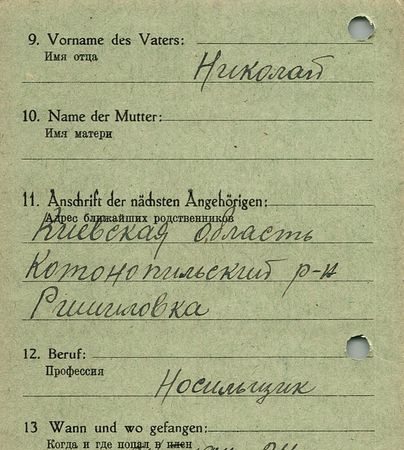 9. Vorname des Vaters:
Имя отца
Николай
10. Name der Mutter:
Имя матери
11. Anschrift der nächsten Angehörigen:
Адрес ближайших родственников
Киевская область
Котонопильский р-н
Ришиловка
12. Beruf:
Профессия
Носильщик
13 Wann und wo gefangen:
Когда и где попал в плен